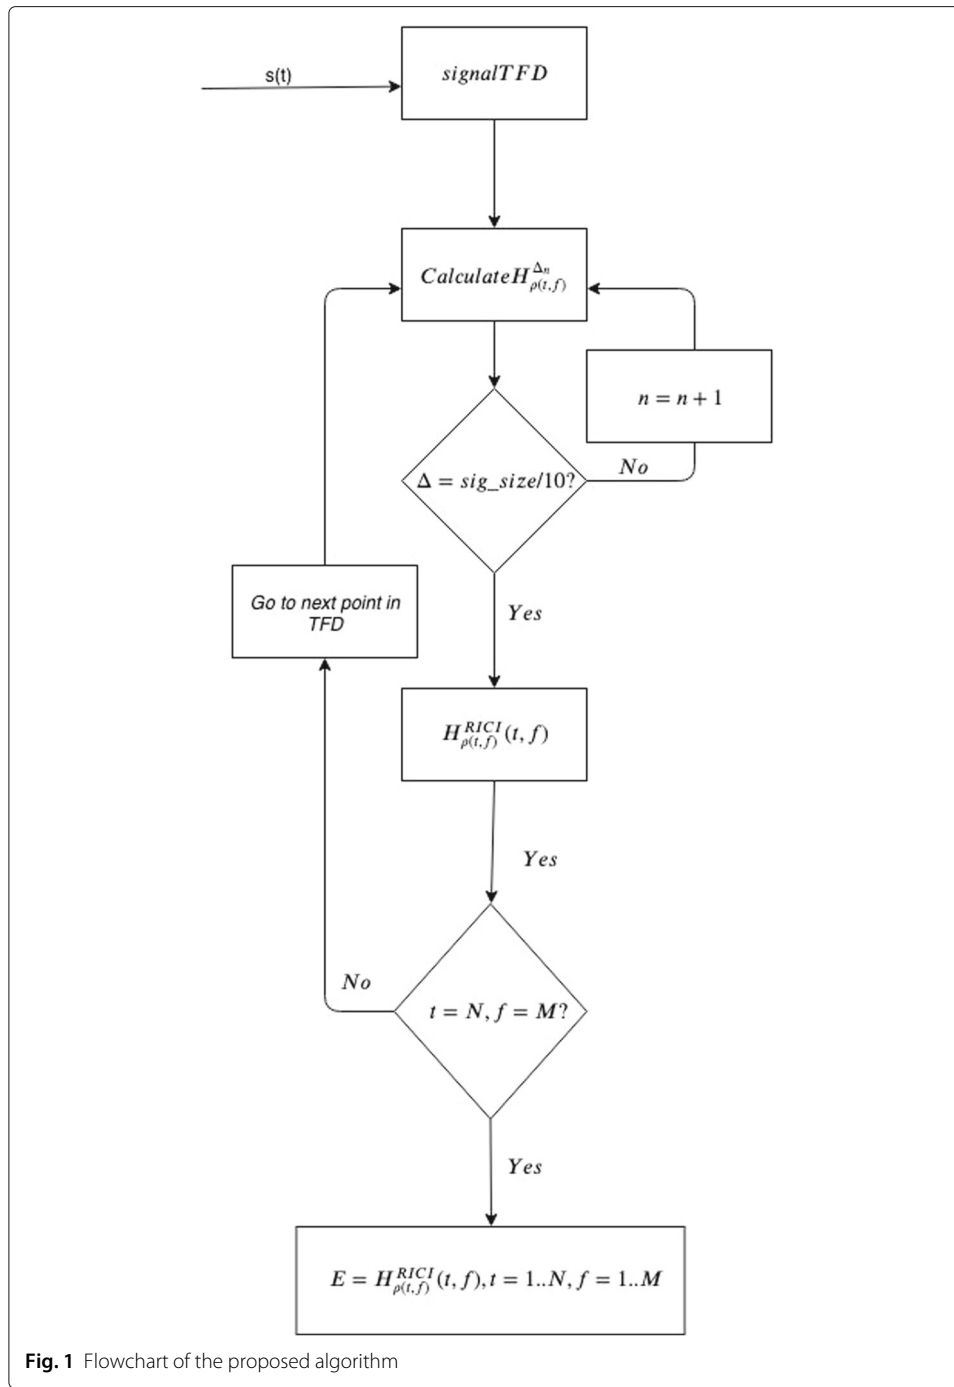 s(t)
signalTFD
CalculateH^{Δ_n}_{ρ(t,f)}
n = n + 1
Δ = sig_size/10?
No
Go to next point in
TFD
Yes
H^{RICI}_{ρ(t,f)}(t, f)
Yes
No
t = N, f = M?
Yes
E = H^{RICI}_{ρ(t,f)}(t, f), t = 1..N, f = 1..M
Fig. 1 Flowchart of the proposed algorithm